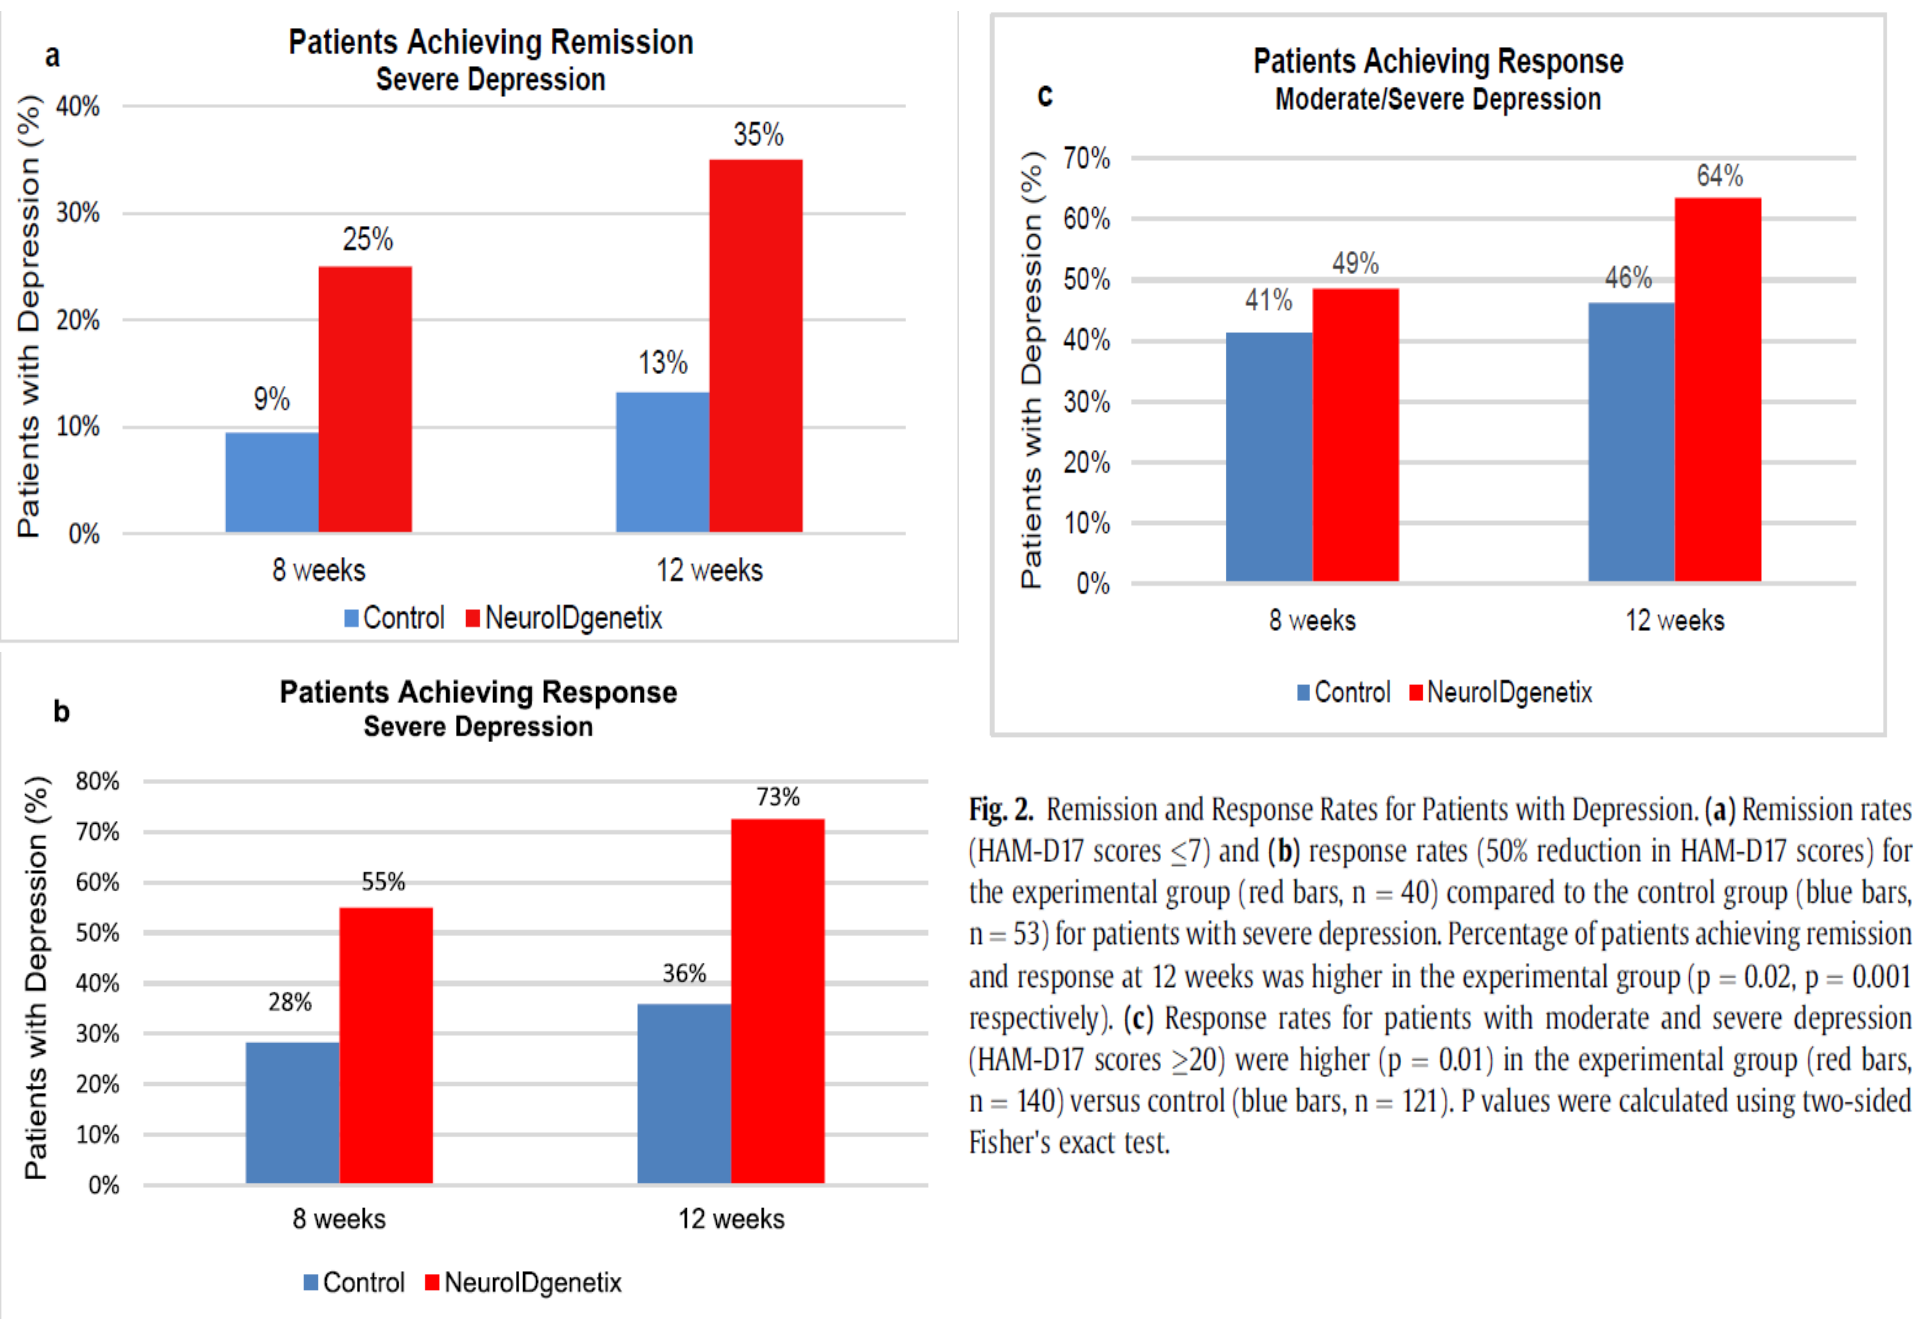 a
Patients Achieving Remission
Severe Depression
Patients with Depression (%)
40%
30%
20%
10%
0%
9%
25%
13%
35%
8 weeks
12 weeks
Control
NeuroIDgenetix
b
Patients Achieving Response
Severe Depression
Patients with Depression (%)
80%
70%
60%
50%
40%
30%
20%
10%
0%
28%
55%
36%
73%
8 weeks
12 weeks
Control
NeuroIDgenetix
c
Patients Achieving Response
Moderate/Severe Depression
Patients with Depression (%)
70%
60%
50%
40%
30%
20%
10%
0%
41%
49%
46%
64%
8 weeks
12 weeks
Control
NeuroIDgenetix
Fig. 2. Remission and Response Rates for Patients with Depression. (a) Remission rates
(HAM-D17 scores ≤7) and (b) response rates (50% reduction in HAM-D17 scores) for
the experimental group (red bars, n = 40) compared to the control group (blue bars,
n = 53) for patients with severe depression. Percentage of patients achieving remission
and response at 12 weeks was higher in the experimental group (p = 0.02, p = 0.001
respectively). (c) Response rates for patients with moderate and severe depression
(HAM-D17 scores ≥20) were higher (p = 0.01) in the experimental group (red bars,
n = 140) versus control (blue bars, n = 121). P values were calculated using two-sided
Fisher's exact test.